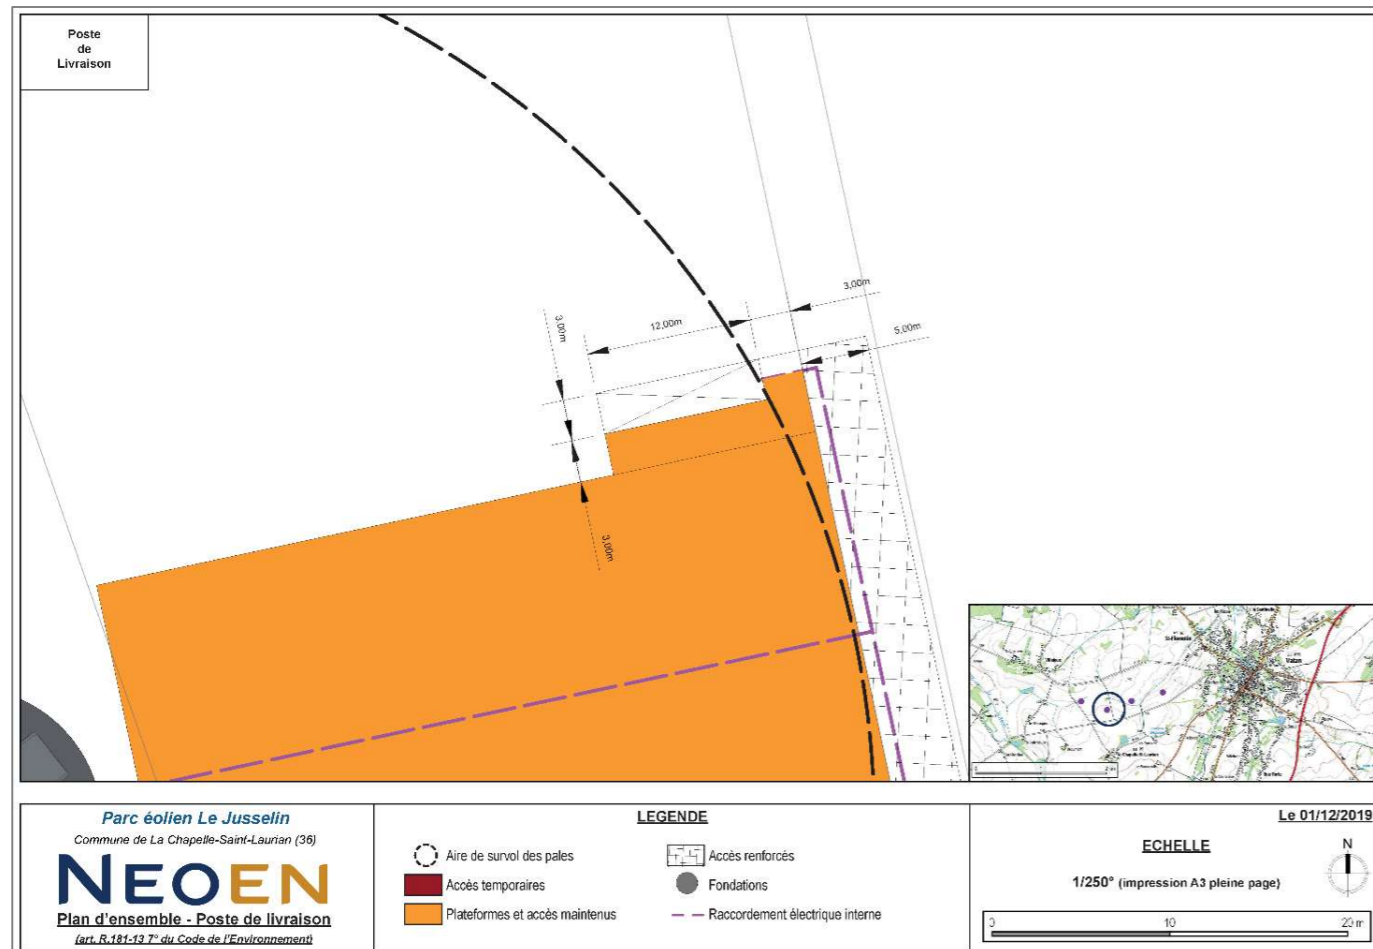 Poste
de
Livraison
3,00m
12,00m
3,00m
5,00m
3,00m
St-Florentin
Vatan
Parc éolien Le Jusselin
Commune de La Chapelle-Saint-Laurian (36)
NEOEN
Plan d'ensemble - Poste de livraison
(art. R.181-13 7° du Code de l'Environnement)
LEGENDE
Aire de survol des pales
Accès temporaires
Plateformes et accès maintenus
Accès renforcés
Fondations
Raccordement électrique interne
Le 01/12/2019
ECHELLE
N
1/250° (impression A3 pleine page)
0 10 20 m